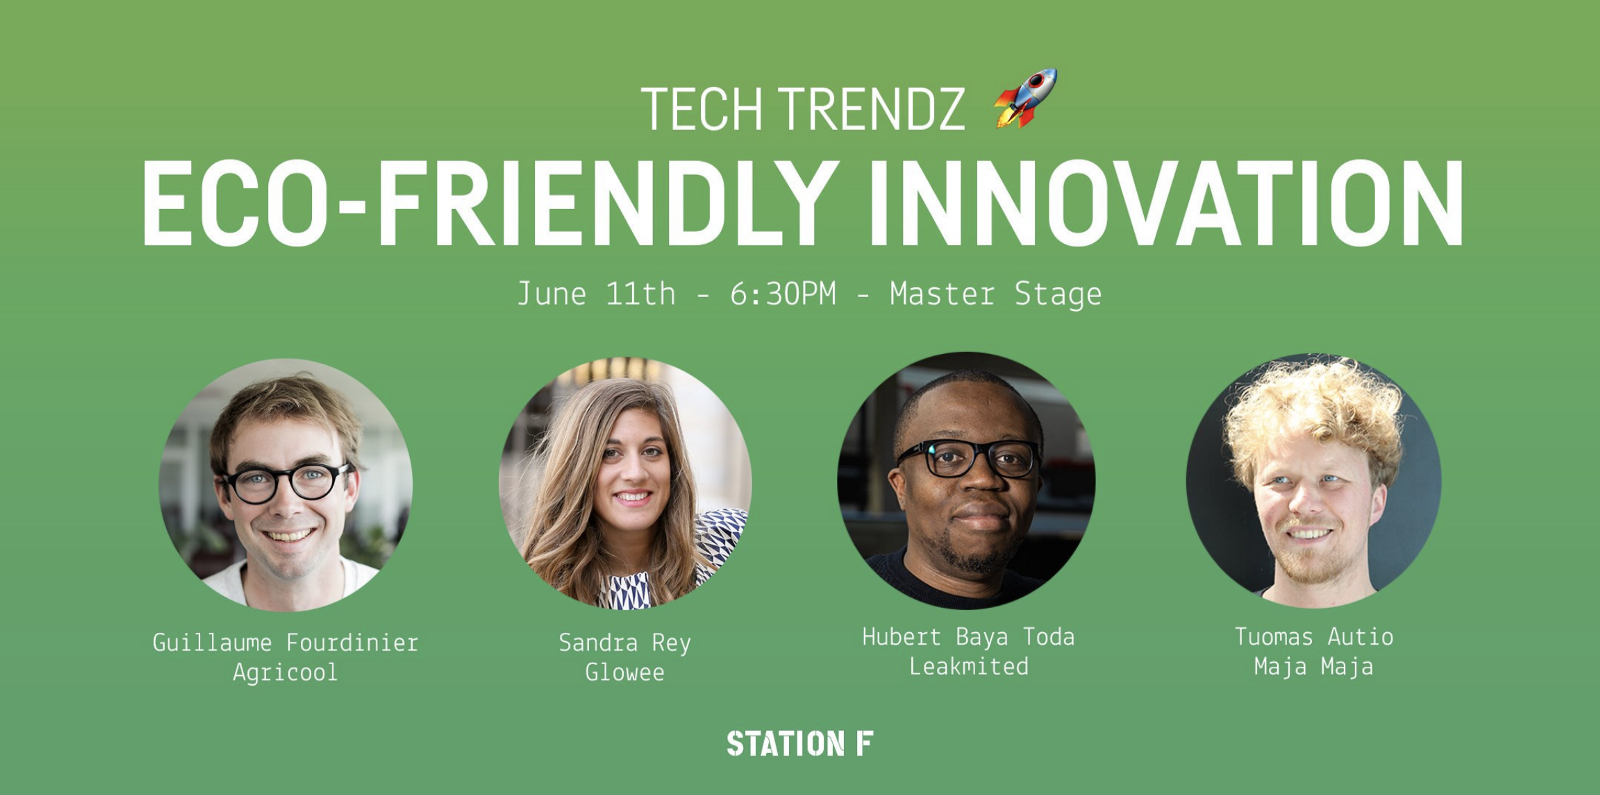 TECH TRENDZ
ECO-FRIENDLY INNOVATION
June 11th - 6:30PM - Master Stage
Guillaume Fourdinier
Agricool
Sandra Rey
Glowee
Hubert Baya Toda
Leakmited
Tuomas Autio
Maja Maja
STATION F